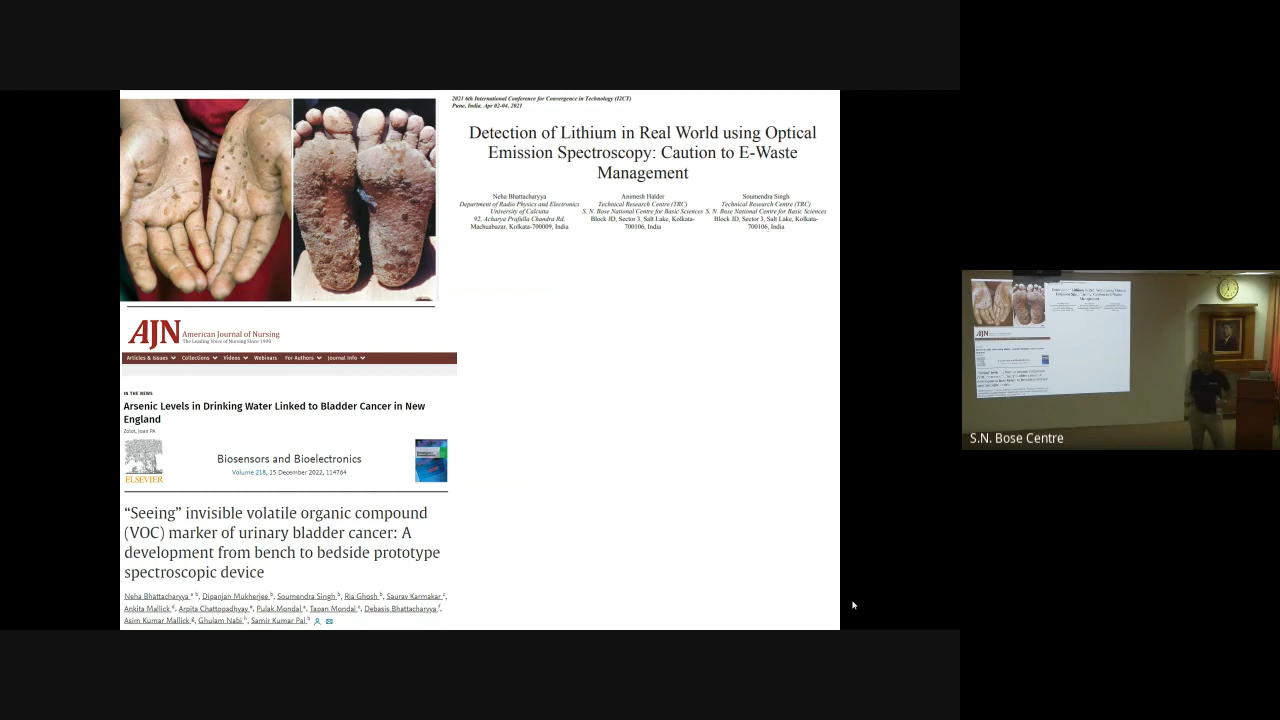 2021 6th International Conference for Convergence in Technology (I2CT)
Pune, India. Apr 02-04, 2021
Detection of Lithium in Real World using Optical
Emission Spectroscopy: Caution to E-Waste
Management
Neha Bhattacharyya
Department of Radio Physics and Electronics
University of Calcutta
92, Acharya Prafulla Chandra Rd.
Machuabazar, Kolkata-700009, India
Animesh Halder
Technical Research Centre (TRC)
S. N. Bose National Centre for Basic Sciences
Block JD, Sector 3, Salt Lake, Kolkata-
700106, India
Soumendra Singh
Technical Research Centre (TRC)
S. N. Bose National Centre for Basic Sciences
Block JD, Sector 3, Salt Lake, Kolkata-
700106, India
AJN American Journal of Nursing
The Leading Voice of Nursing Since 1900
Articles & Issues Collections Videos Webinars For Authors Journal Info
IN THE NEWS
Arsenic Levels in Drinking Water Linked to Bladder Cancer in New
England
Zolot, Joan PA
ELSEVIER
Biosensors and Bioelectronics
Volume 218, 15 December 2022, 114764
“Seeing” invisible volatile organic compound
(VOC) marker of urinary bladder cancer: A
development from bench to bedside prototype
spectroscopic device
Neha Bhattacharyya a b, Dipanjan Mukherjee b, Soumendra Singh b, Ria Ghosh b, Saurav Karmakar c,
Ankita Mallick d, Arpita Chattopadhyay e, Pulak Mondal a, Tapan Mondal c, Debasis Bhattacharyya f,
Asim Kumar Mallick g, Ghulam Nabi h, Samir Kumar Pal b
S.N. Bose Centre